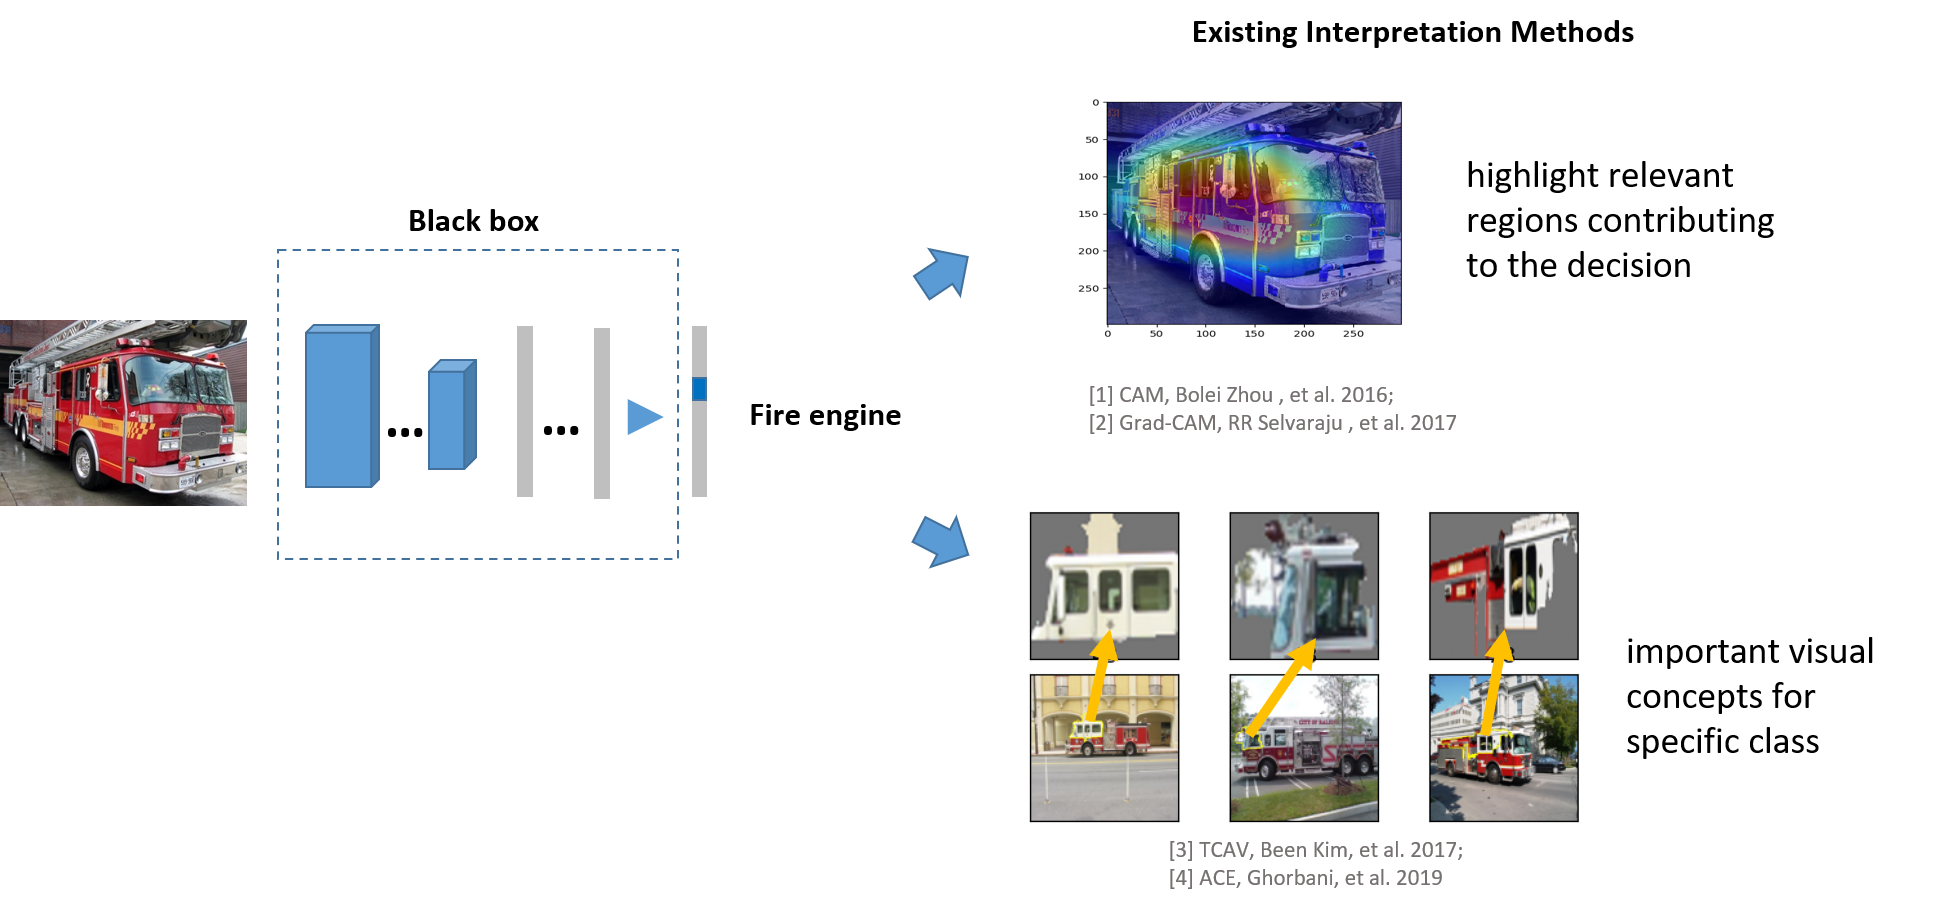 Existing Interpretation Methods
Black box
0
50
100
150
200
250
0
50
100
150
200
250
highlight relevant
regions contributing
to the decision
...
...
Fire engine
[1] CAM, Bolei Zhou , et al. 2016;
[2] Grad-CAM, RR Selvaraju , et al. 2017
important visual
concepts for
specific class
[3] TCAV, Been Kim, et al. 2017;
[4] ACE, Ghorbani, et al. 2019